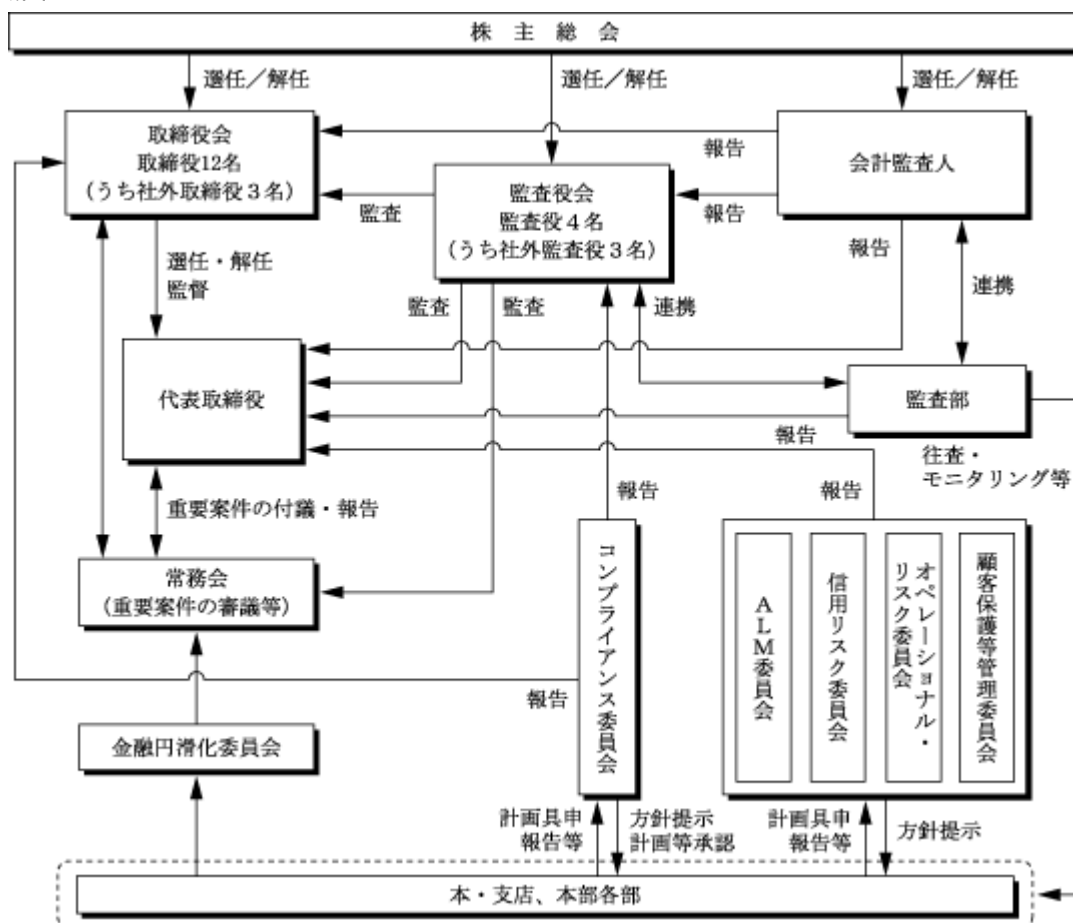 株主総会
選任／解任
選任／解任
選任／解任
取締役会
取締役12名
（うち社外取締役３名）
報告
会計監査人
監査
監査役会
監査役４名
（うち社外監査役３名）
報告
選任・解任
監督
監査
監査
連携
報告
連携
代表取締役
監査部
報告
往査・
モニタリング等
重要案件の付議・報告
報告
報告
常務会
（重要案件の審議等）
コンプライアンス委員会
ALM委員会
信用リスク委員会
オペレーショナル・
リスク委員会
顧客保護等管理委員会
報告
金融円滑化委員会
計画具申
報告等
方針提示
計画等承認
計画具申
報告等
方針提示
本・支店、本部各部